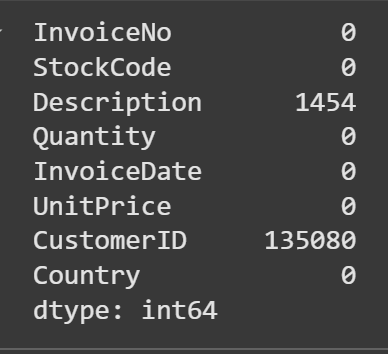 InvoiceNo 0
StockCode 0
Description 1454
Quantity 0
InvoiceDate 0
UnitPrice 0
CustomerID 135080
Country 0
dtype: int64